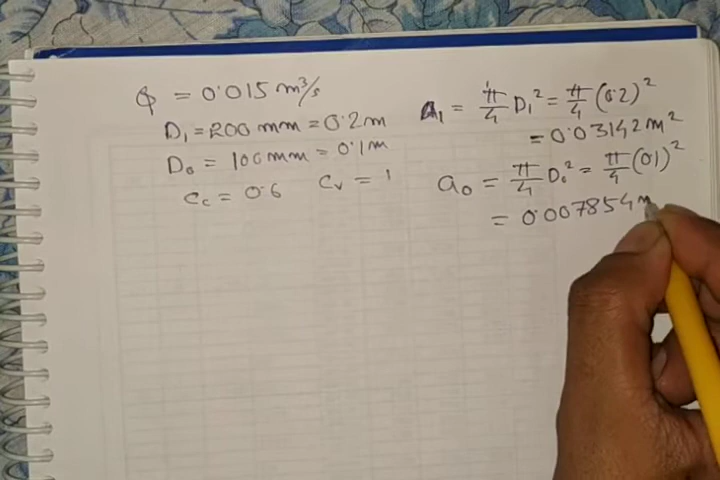 Q = 0.015 m³/s
D₁ = 200 mm = 0.2 m
D₀ = 100 mm = 0.1 m
Cc = 0.6 Cv = 1
a₁ = π/4 D₁² = π/4 (0.2)²
= 0.03142 m²
a₀ = π/4 D₀² = π/4 (0.1)²
= 0.007854 m